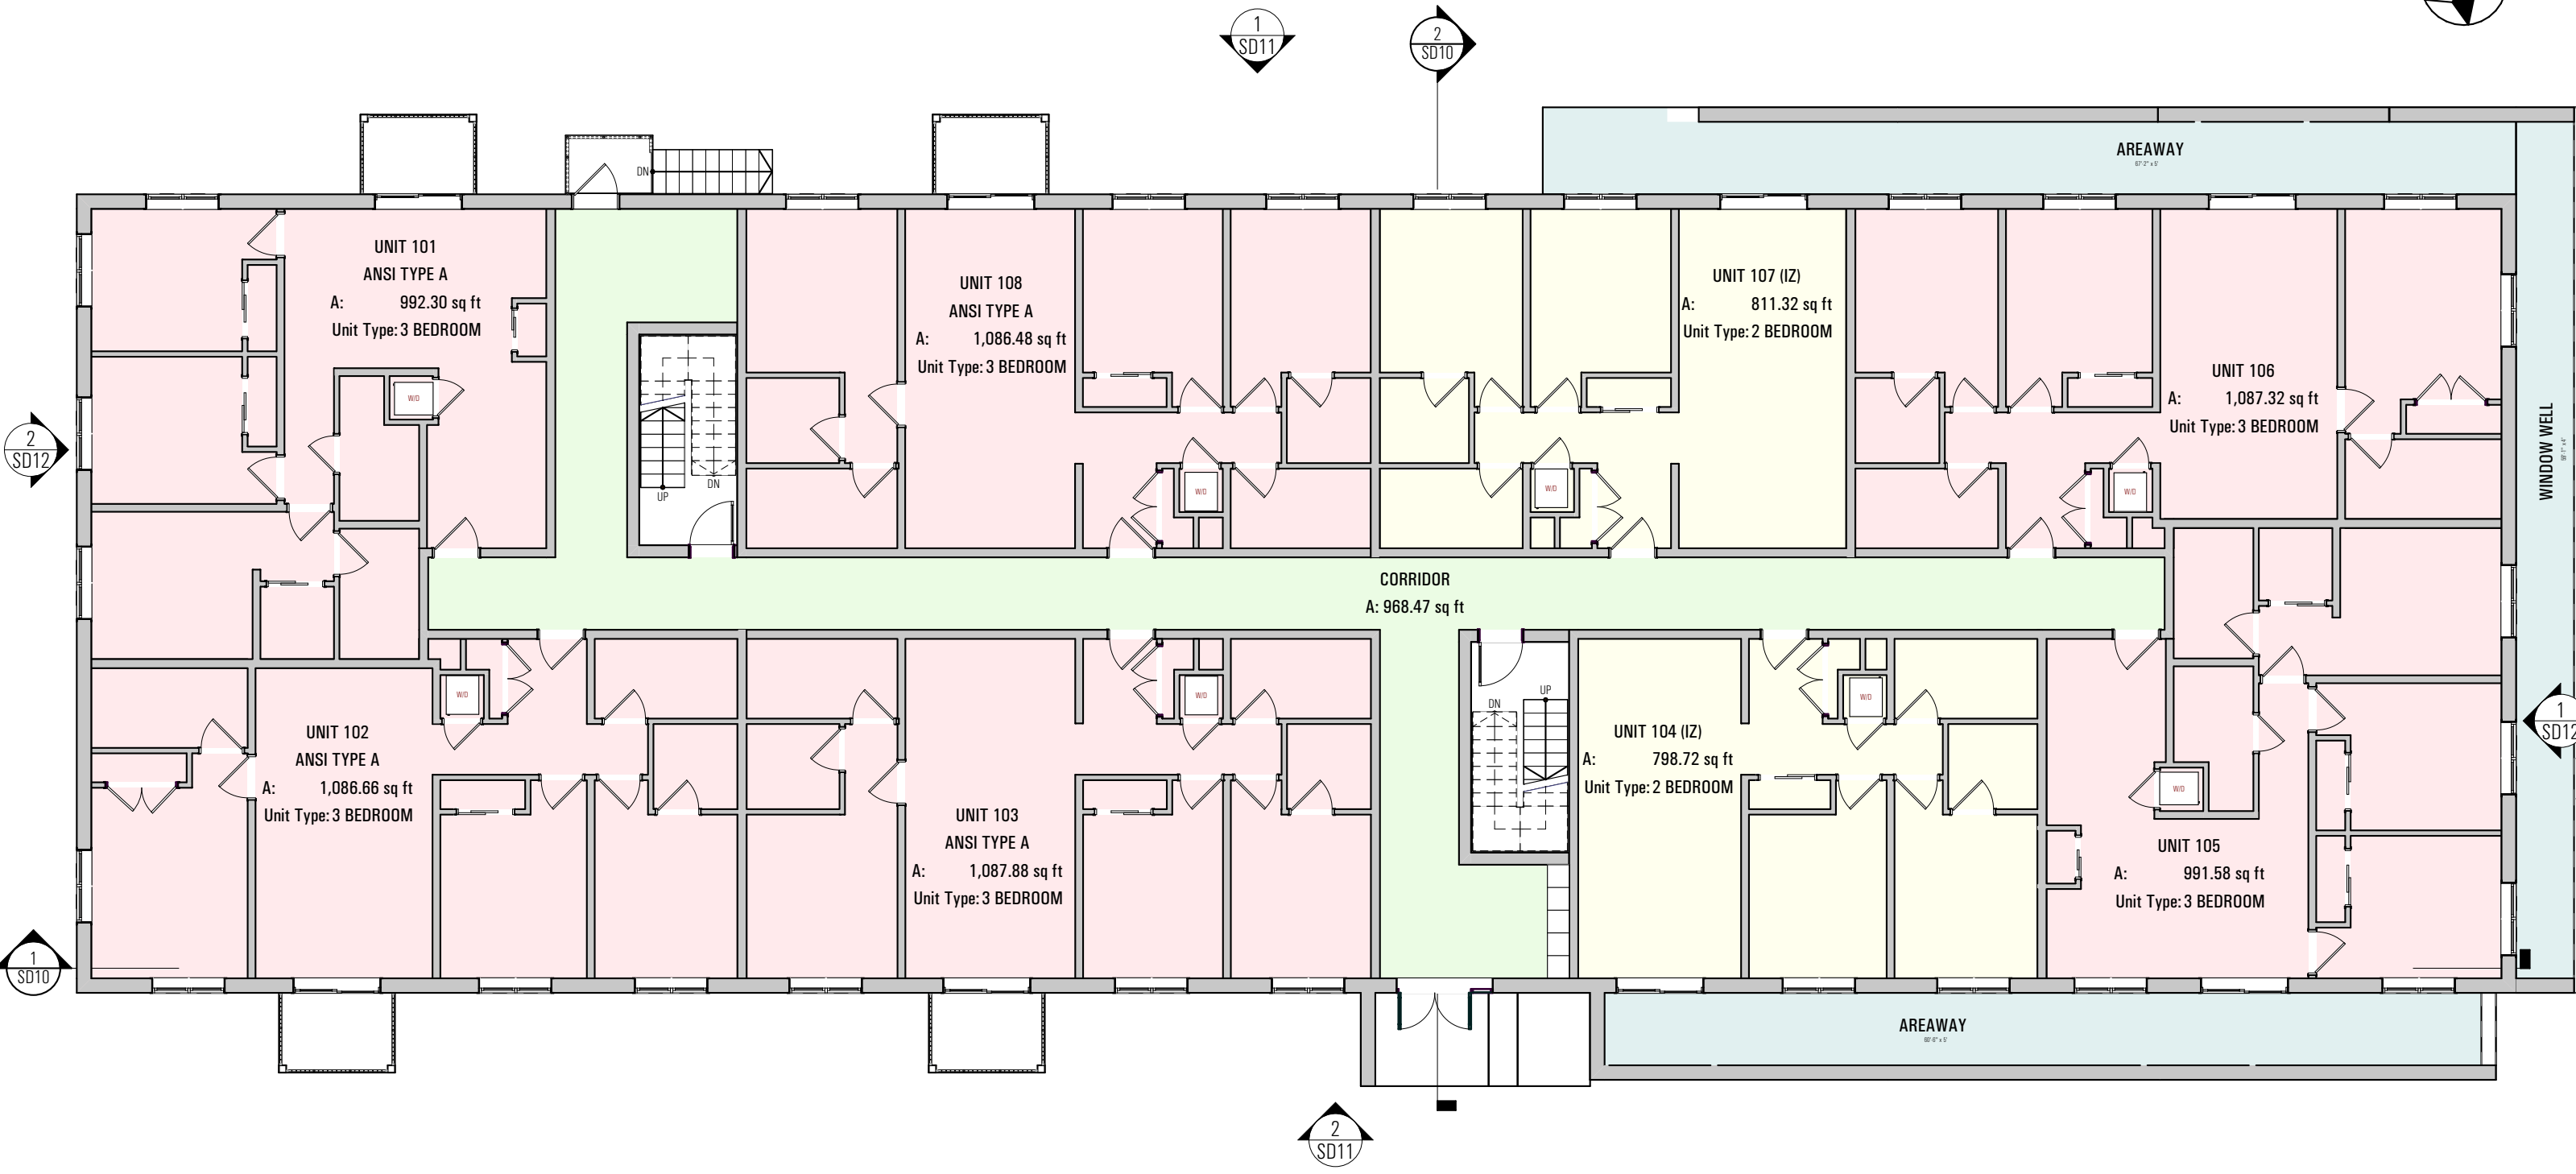 1
SD11
2
SD10
AREAWAY
67'-2" x 5'
DN
UNIT 101
ANSI TYPE A
A: 992.30 sq ft
Unit Type: 3 BEDROOM
UNIT 108
ANSI TYPE A
A: 1,086.48 sq ft
Unit Type: 3 BEDROOM
UNIT 107 (IZ)
A: 811.32 sq ft
Unit Type: 2 BEDROOM
UNIT 106
A: 1,087.32 sq ft
Unit Type: 3 BEDROOM
W/D
UP
DN
W/D
W/D
W/D
2
SD12
WINDOW WELL
CORRIDOR
A: 968.47 sq ft
W/D
W/D
DN
UP
W/D
W/D
UNIT 102
ANSI TYPE A
A: 1,086.66 sq ft
Unit Type: 3 BEDROOM
UNIT 103
ANSI TYPE A
A: 1,087.88 sq ft
Unit Type: 3 BEDROOM
UNIT 104 (IZ)
A: 798.72 sq ft
Unit Type: 2 BEDROOM
UNIT 105
A: 991.58 sq ft
Unit Type: 3 BEDROOM
1
SD12
1
SD10
AREAWAY
2
SD11